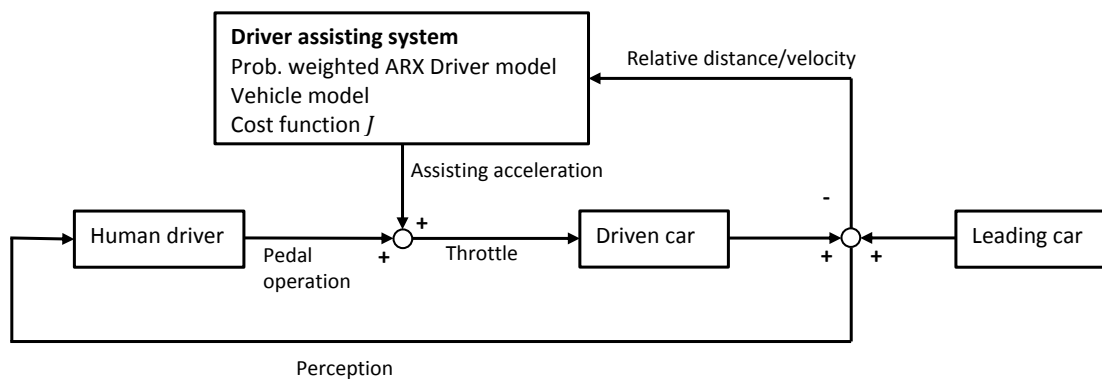 Driver assisting system
Prob. weighted ARX Driver model
Vehicle model
Cost function J
Relative distance/velocity
Assisting acceleration
-
+
Human driver
Driven car
Leading car
+
Pedal
operation
Throttle
+
+
Perception